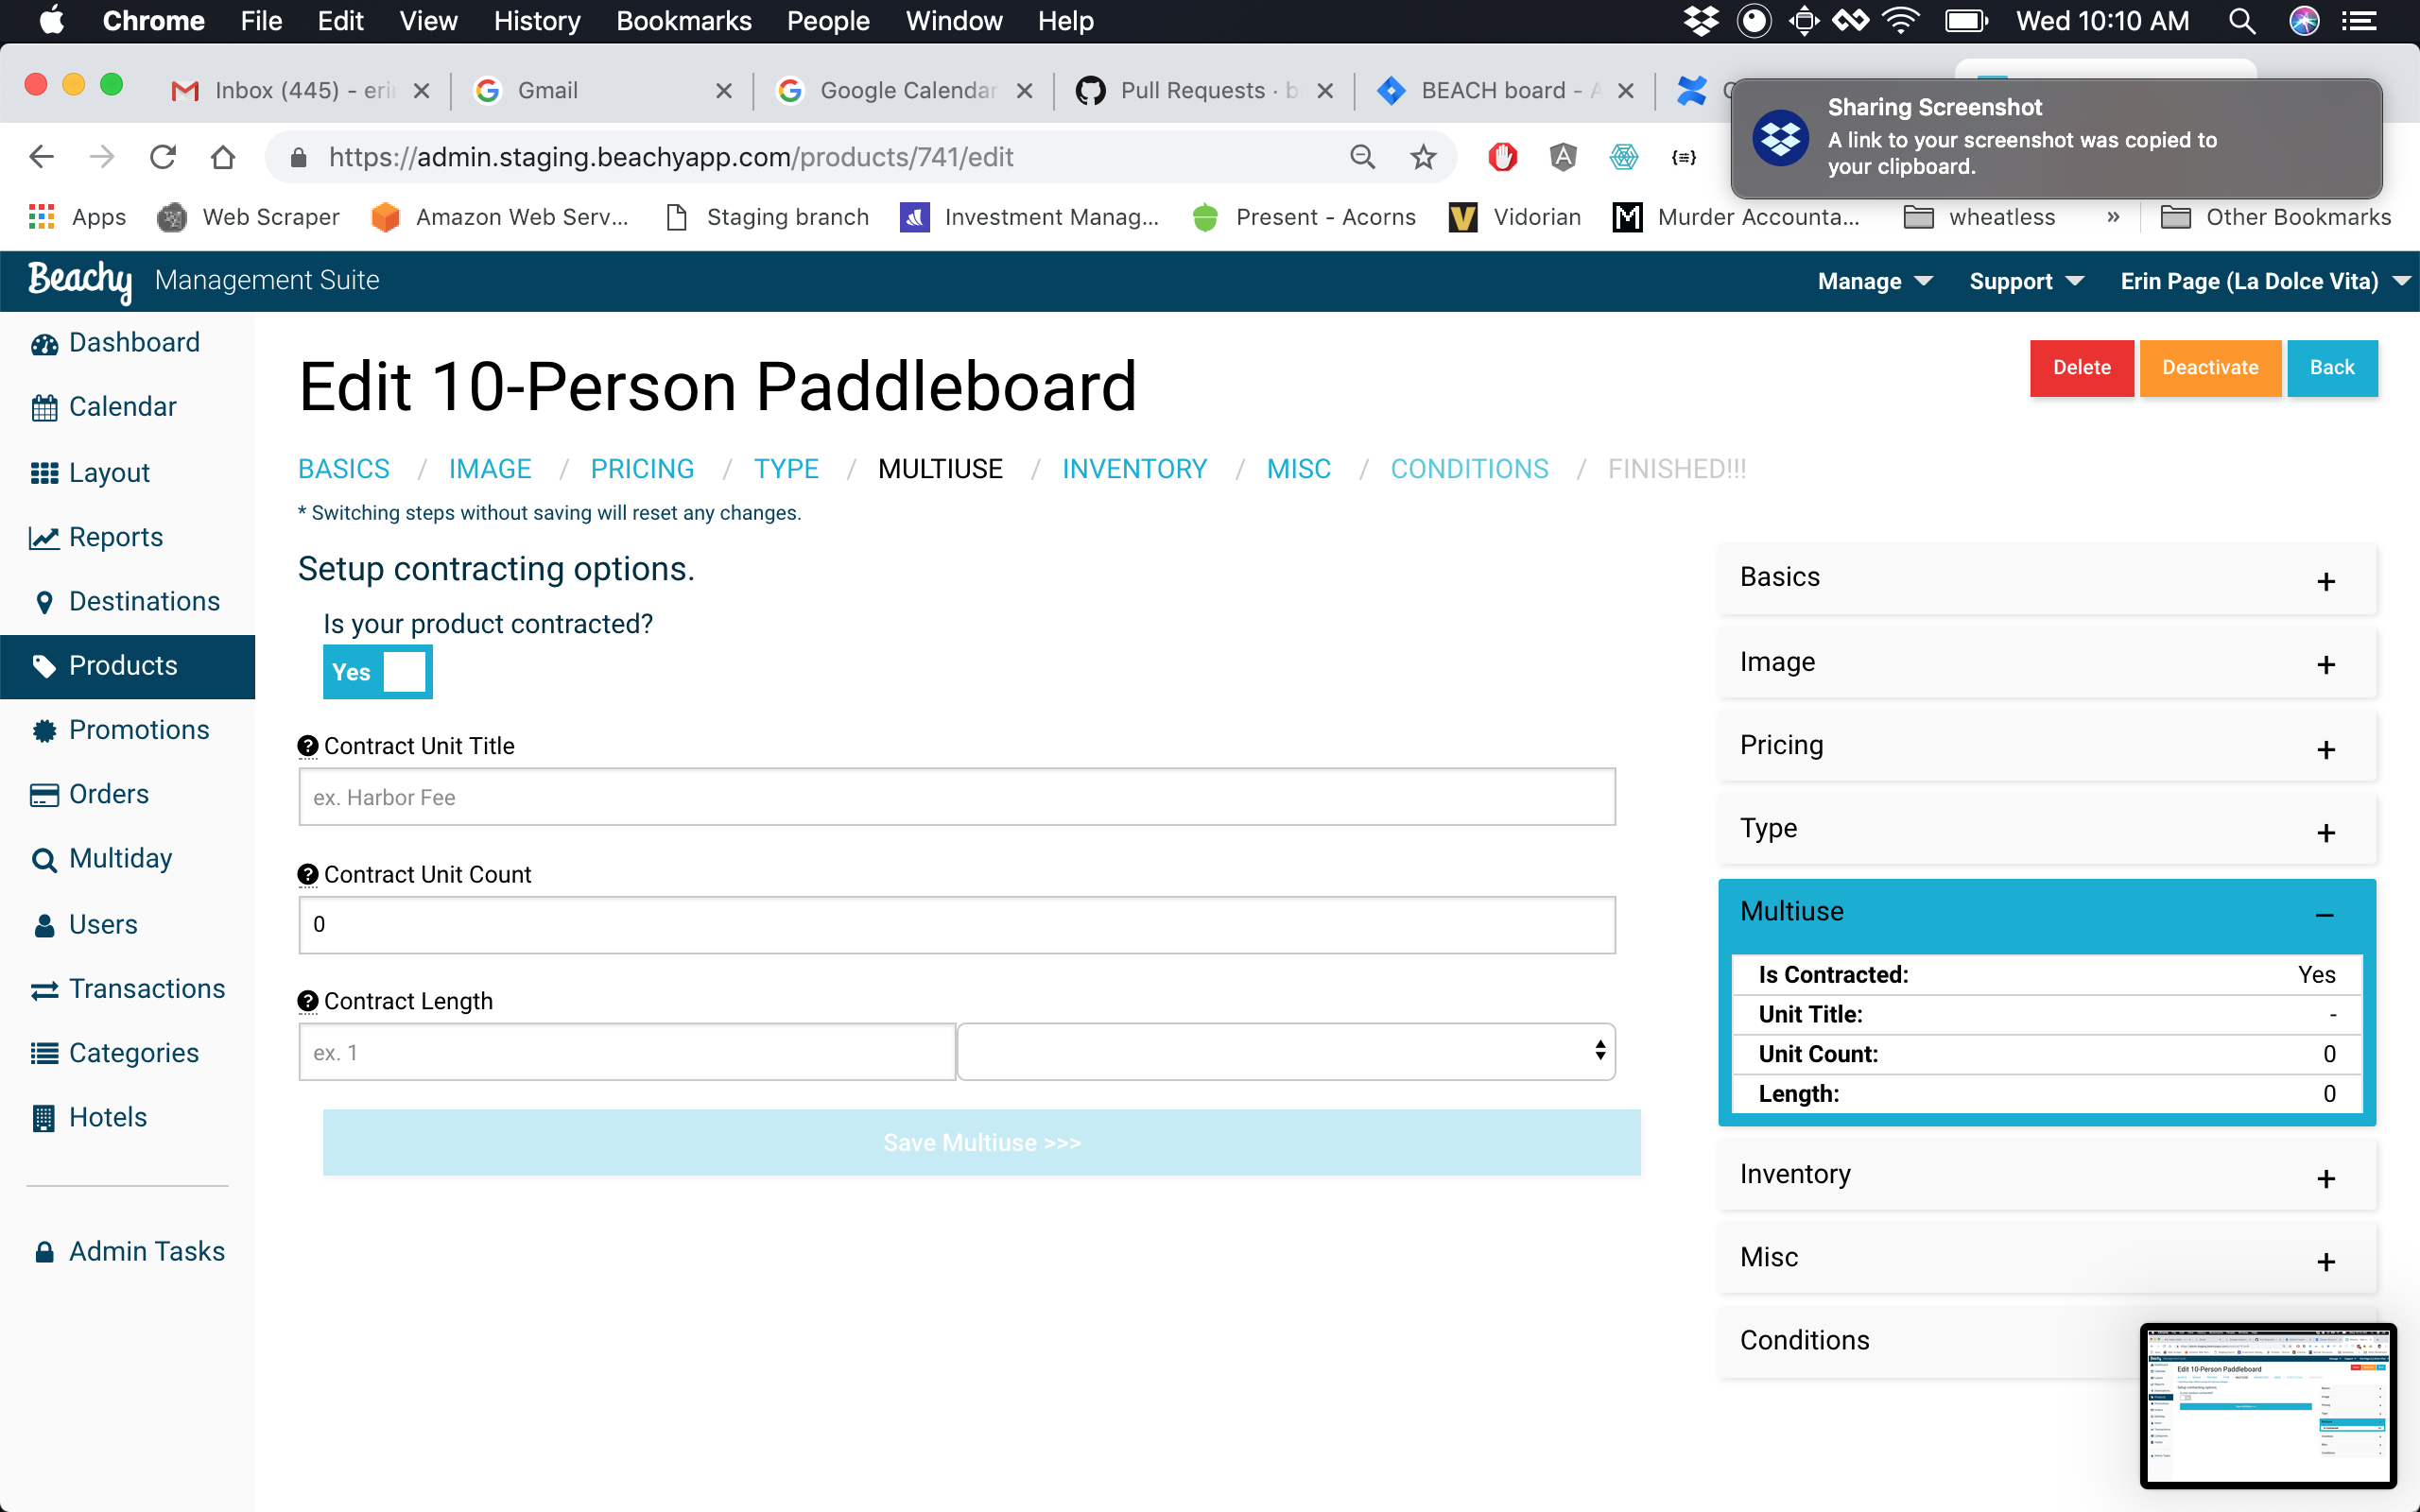 Chrome File Edit View History Bookmarks People Window Help Wed 10:10 AM
Inbox (445) - erin Gmail Google Calendar Pull Requests · b BEACH board - A
Sharing Screenshot
A link to your screenshot was copied to
your clipboard.
https://admin.staging.beachyapp.com/products/741/edit
Apps Web Scraper Amazon Web Serv... Staging branch Investment Manag... Present - Acorns Vidorian Murder Accounta... wheatless » Other Bookmarks
Beachy Management Suite Manage Support Erin Page (La Dolce Vita)
Dashboard
Calendar
Layout
Reports
Destinations
Products
Promotions
Orders
Multiday
Users
Transactions
Categories
Hotels
Admin Tasks
Edit 10-Person Paddleboard
Delete Deactivate Back
BASICS / IMAGE / PRICING / TYPE / MULTIUSE / INVENTORY / MISC / CONDITIONS / FINISHED!!!
* Switching steps without saving will reset any changes.
Setup contracting options.
Is your product contracted?
Yes
Contract Unit Title
ex. Harbor Fee
Contract Unit Count
0
Contract Length
ex. 1
Save Multiuse >>>
Basics +
Image +
Pricing +
Type +
Multiuse −
Is Contracted: Yes
Unit Title: -
Unit Count: 0
Length: 0
Inventory +
Misc +
Conditions
Edit 10-Person Paddleboard